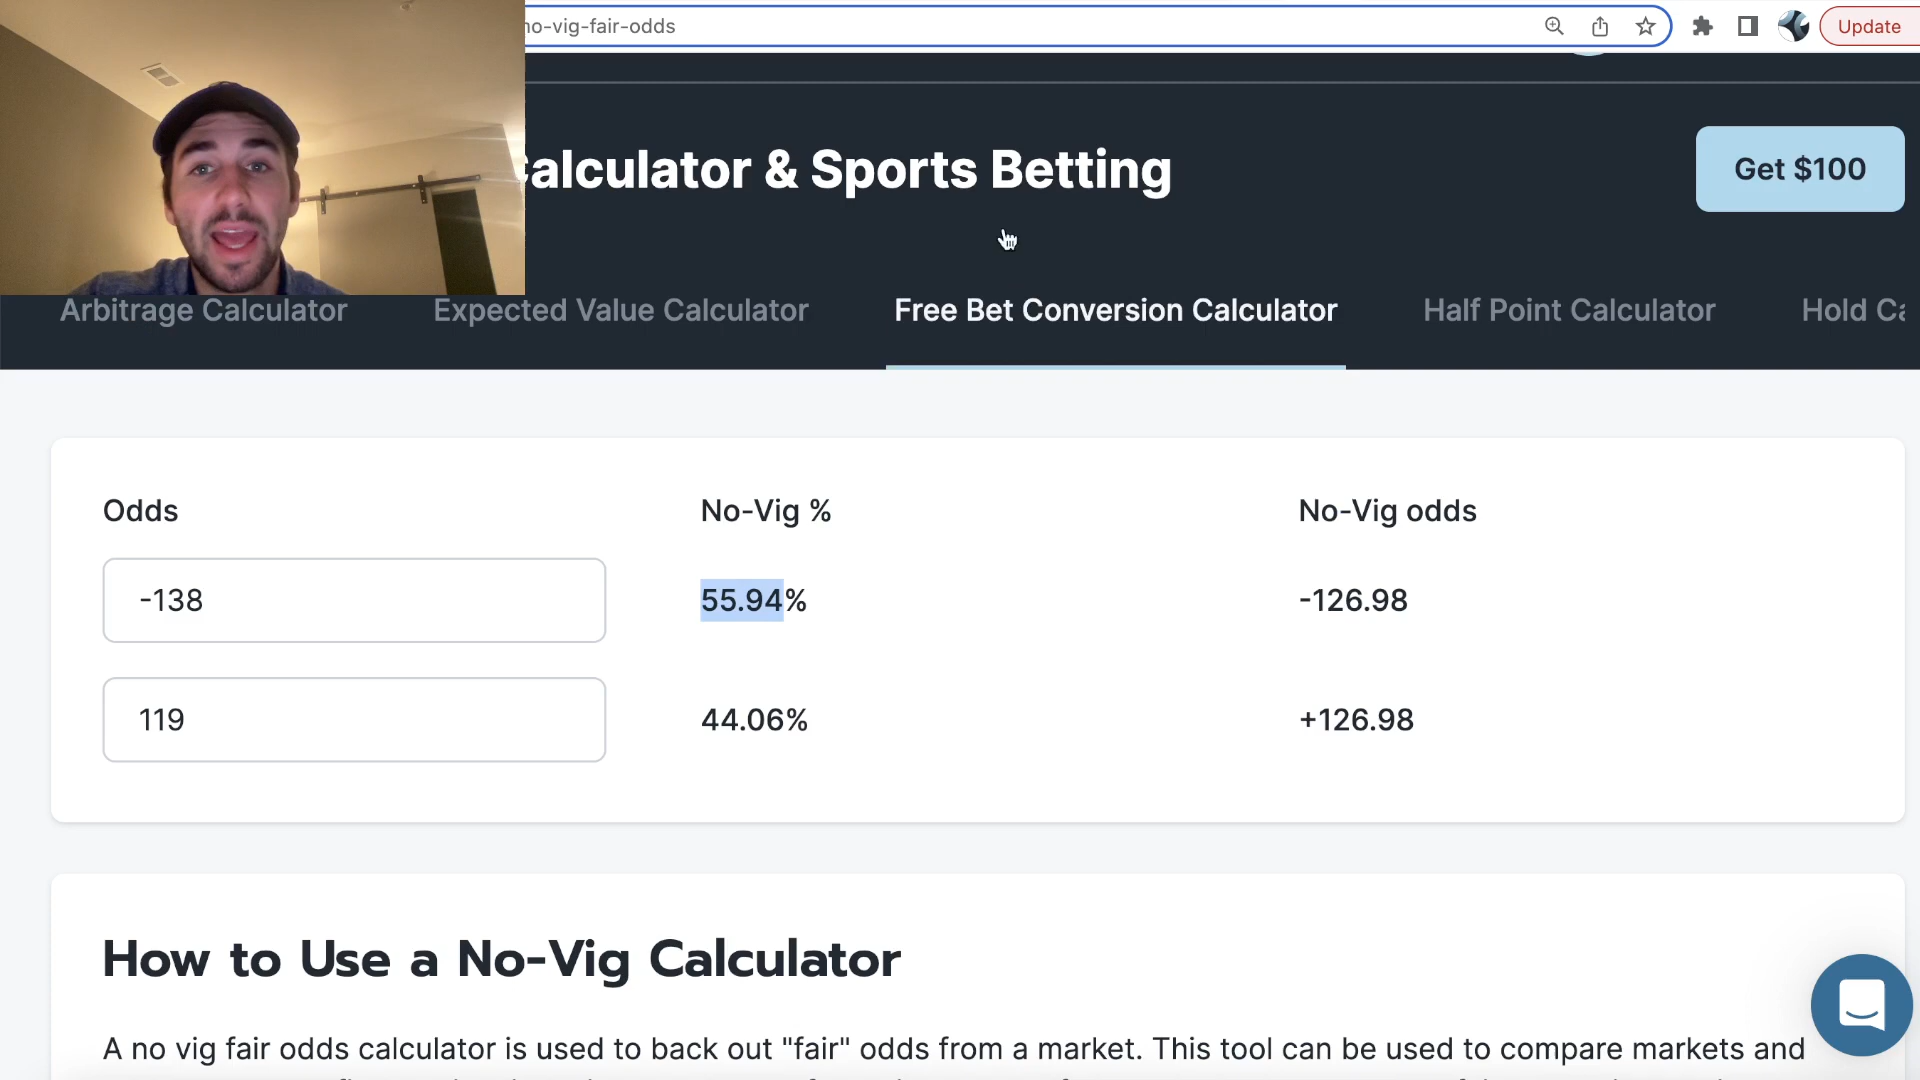 no-vig-fair-odds
Update
Calculator & Sports Betting
Get $100
Arbitrage Calculator
Expected Value Calculator
Free Bet Conversion Calculator
Half Point Calculator
Hold
Odds
No-Vig %
No-Vig odds
-138
55.94%
-126.98
119
44.06%
+126.98
How to Use a No-Vig Calculator
A no vig fair odds calculator is used to back out "fair" odds from a market. This tool can be used to compare markets and